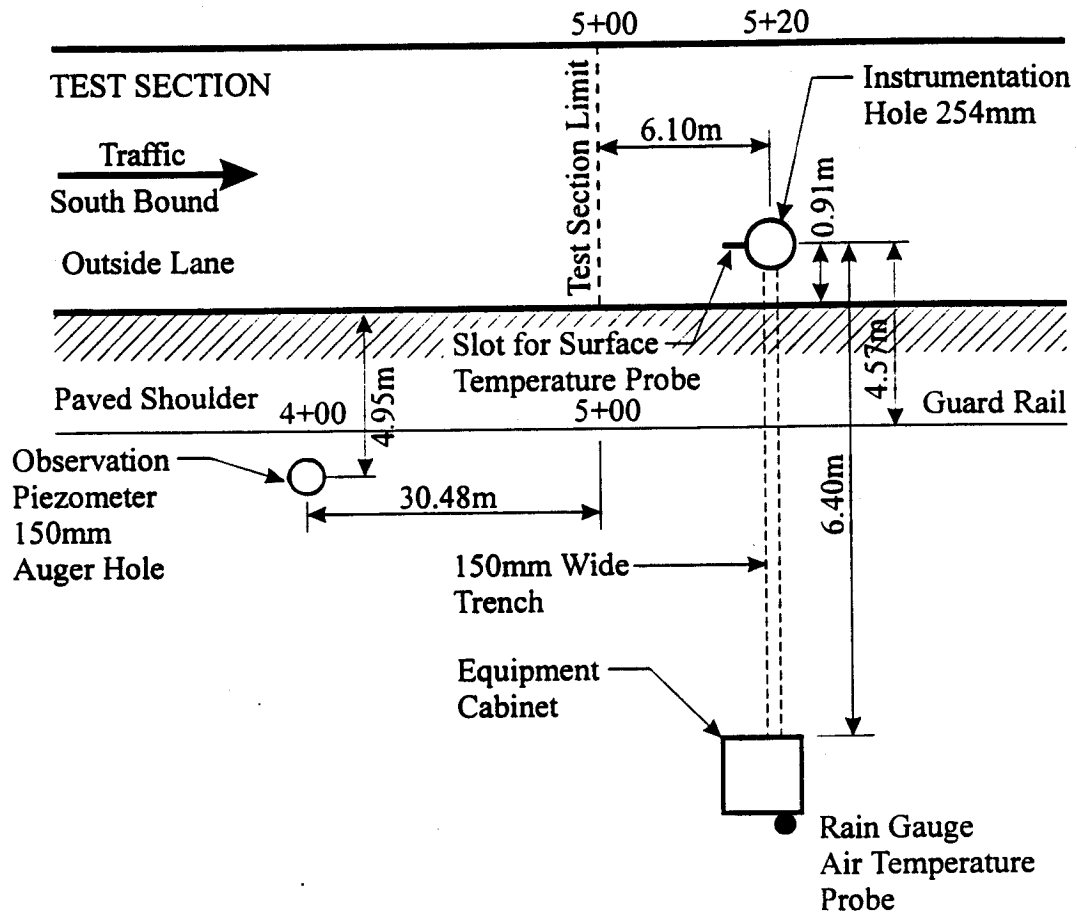 5+00 5+20
TEST SECTION
Test Section Limit
Instrumentation
Hole 254mm
6.10m
Traffic
South Bound
0.91m
Outside Lane
Slot for Surface
Temperature Probe
4.57m
Paved Shoulder
4+00
4.95m
5+00
Guard Rail
Observation
Piezometer
150mm
Auger Hole
30.48m
6.40m
150mm Wide
Trench
Equipment
Cabinet
Rain Gauge
Air Temperature
Probe